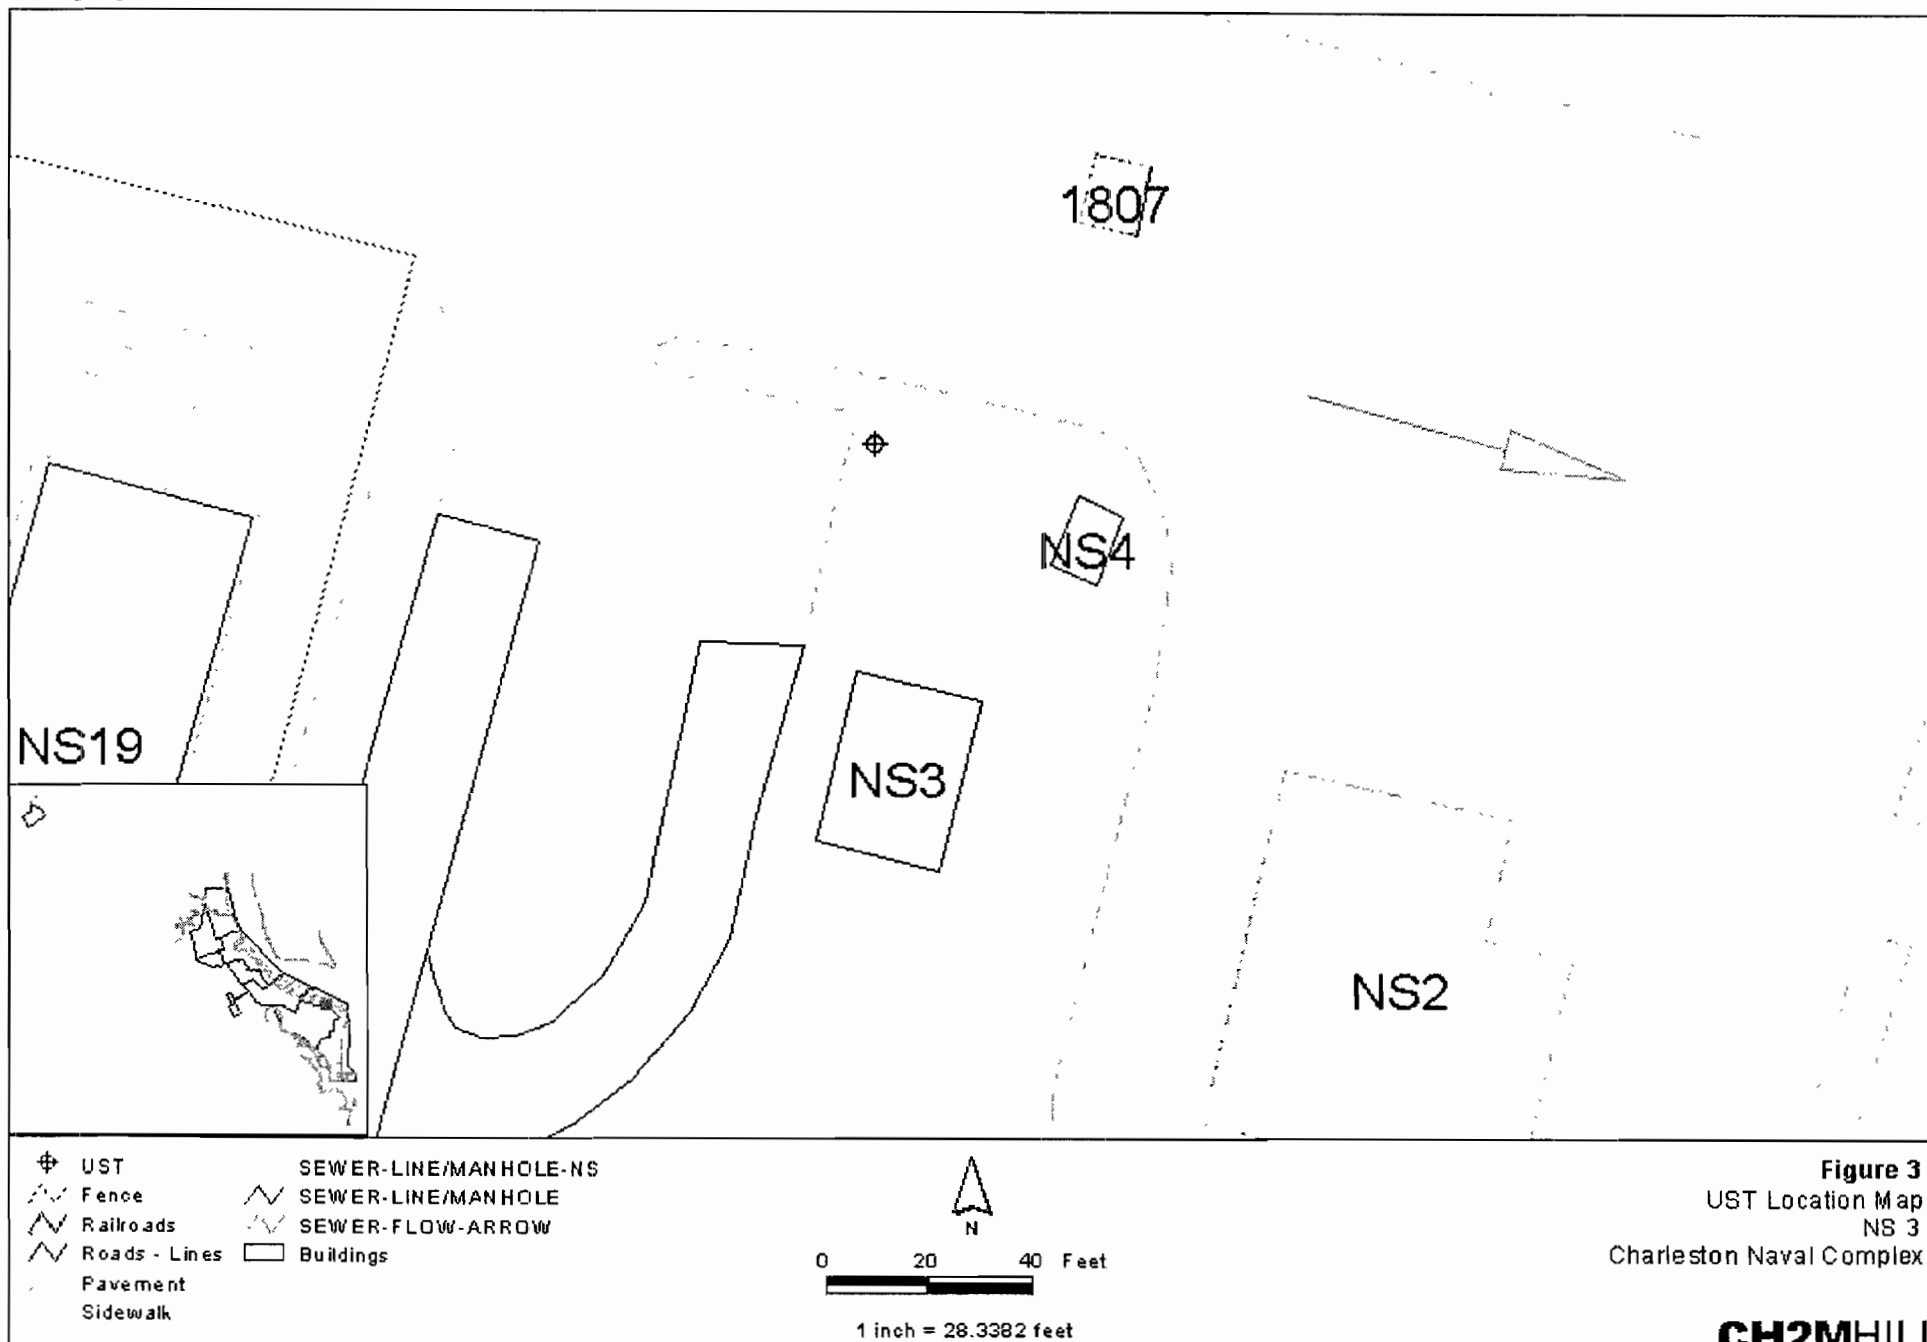 1807
NS4
NS19
NS3
NS2
UST
Fence
Railroads
Roads - Lines
Pavement
Sidewalk
SEWER-LINE/MANHOLE-NS
SEWER-LINE/MANHOLE
SEWER-FLOW-ARROW
Buildings
N
0 20 40 Feet
1 inch = 28.3382 feet
Figure 3
UST Location Map
NS 3
Charleston Naval Complex
CH2MHILL